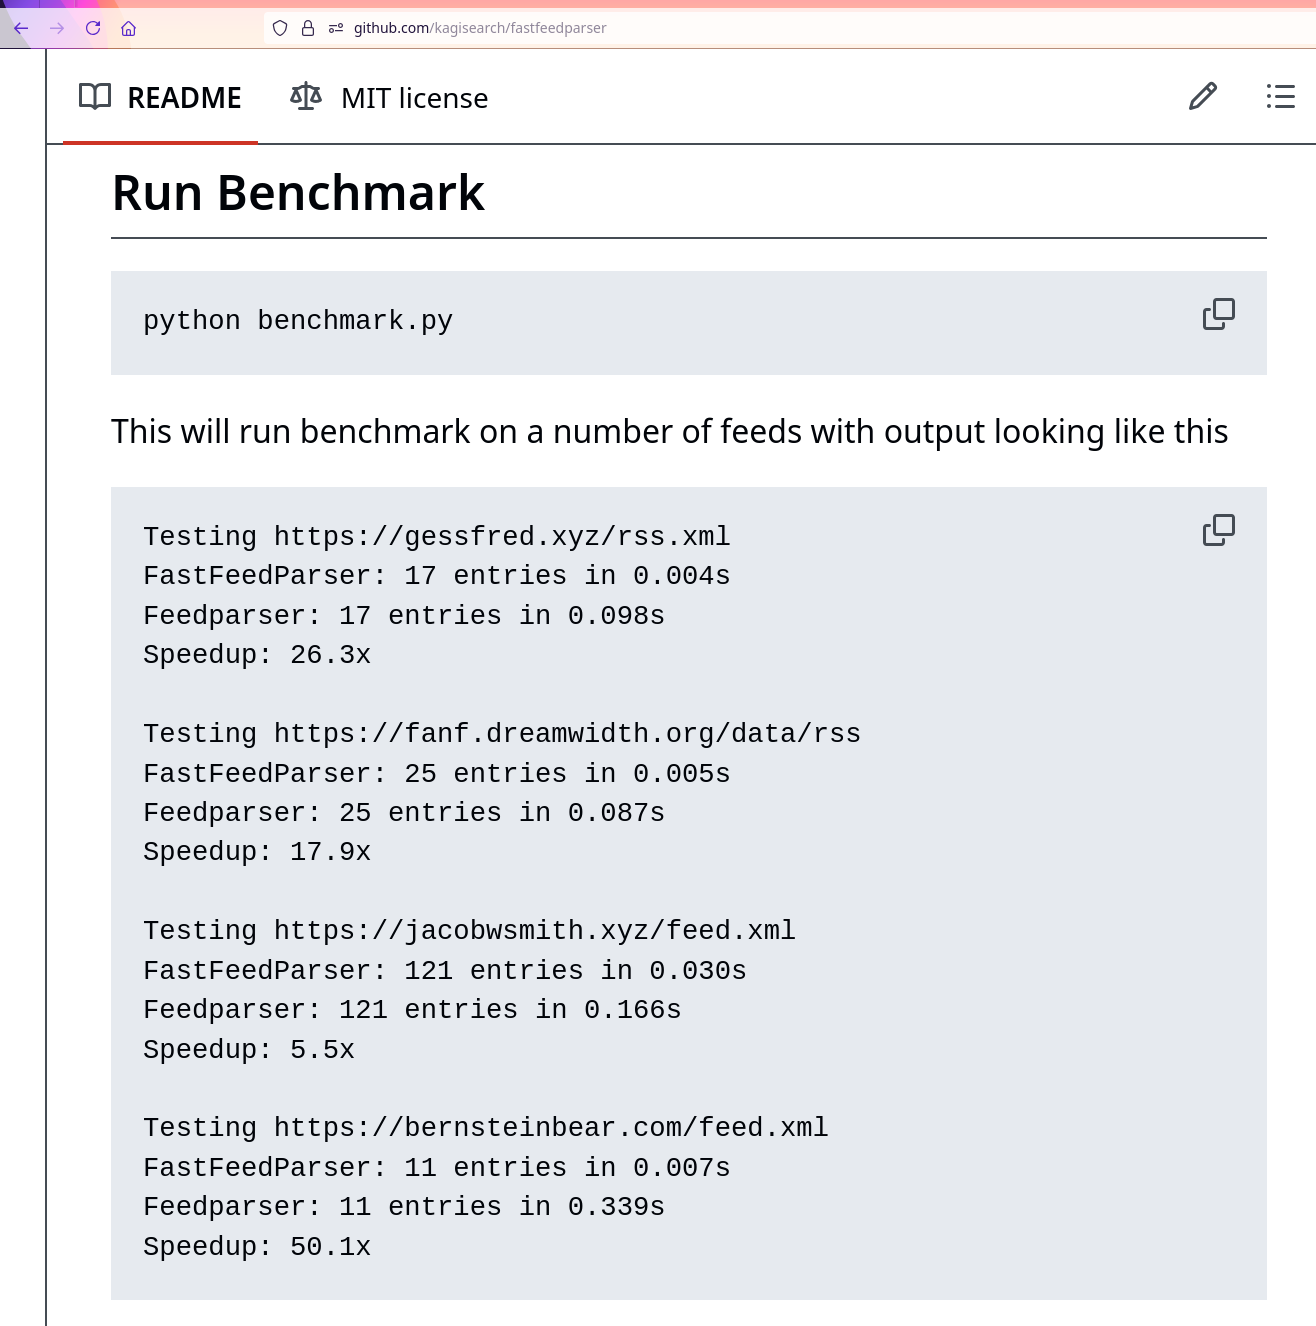 github.com/kagisearch/fastfeedparser
README MIT license
Run Benchmark
python benchmark.py
This will run benchmark on a number of feeds with output looking like this
Testing https://gessfred.xyz/rss.xml
FastFeedParser: 17 entries in 0.004s
Feedparser: 17 entries in 0.098s
Speedup: 26.3x
Testing https://fanf.dreamwidth.org/data/rss
FastFeedParser: 25 entries in 0.005s
Feedparser: 25 entries in 0.087s
Speedup: 17.9x
Testing https://jacobwsmith.xyz/feed.xml
FastFeedParser: 121 entries in 0.030s
Feedparser: 121 entries in 0.166s
Speedup: 5.5x
Testing https://bernsteinbear.com/feed.xml
FastFeedParser: 11 entries in 0.007s
Feedparser: 11 entries in 0.339s
Speedup: 50.1x